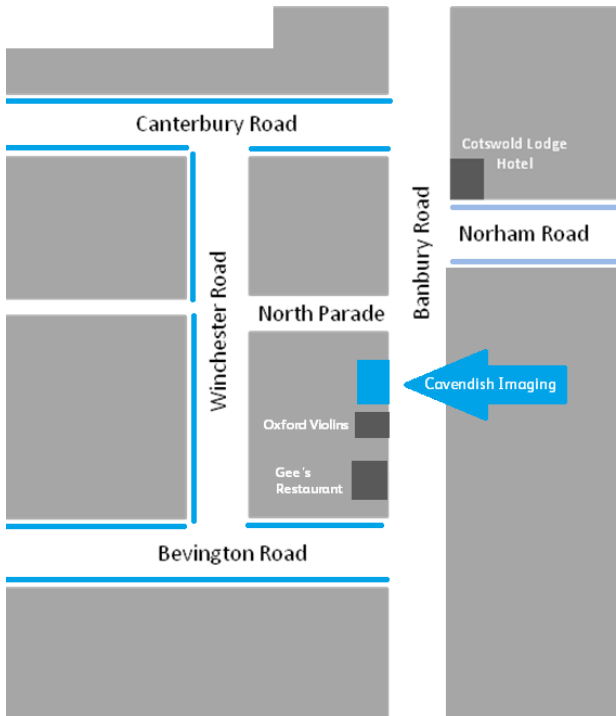 Canterbury Road
Cotswold Lodge
Hotel
Norham Road
Banbury Road
Winchester Road
North Parade
Cavendish Imaging
Oxford Violins
Gee's
Restaurant
Bevington Road